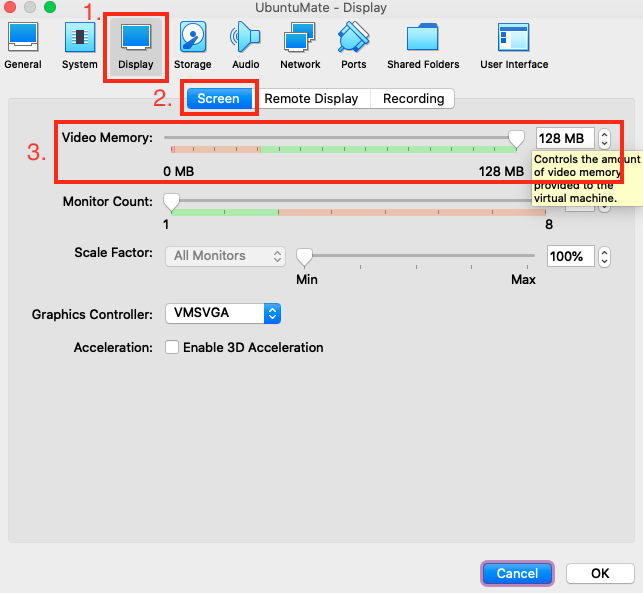 UbuntuMate - Display
1.
General System Display Storage Audio Network Ports Shared Folders User Interface
2. Screen Remote Display Recording
3. Video Memory: 128 MB
0 MB 128 MB
Controls the amount
of video memory
provided to the
virtual machine.
Monitor Count:
1 8
Scale Factor: All Monitors 100%
Min Max
Graphics Controller: VMSVGA
Acceleration: Enable 3D Acceleration
Cancel OK